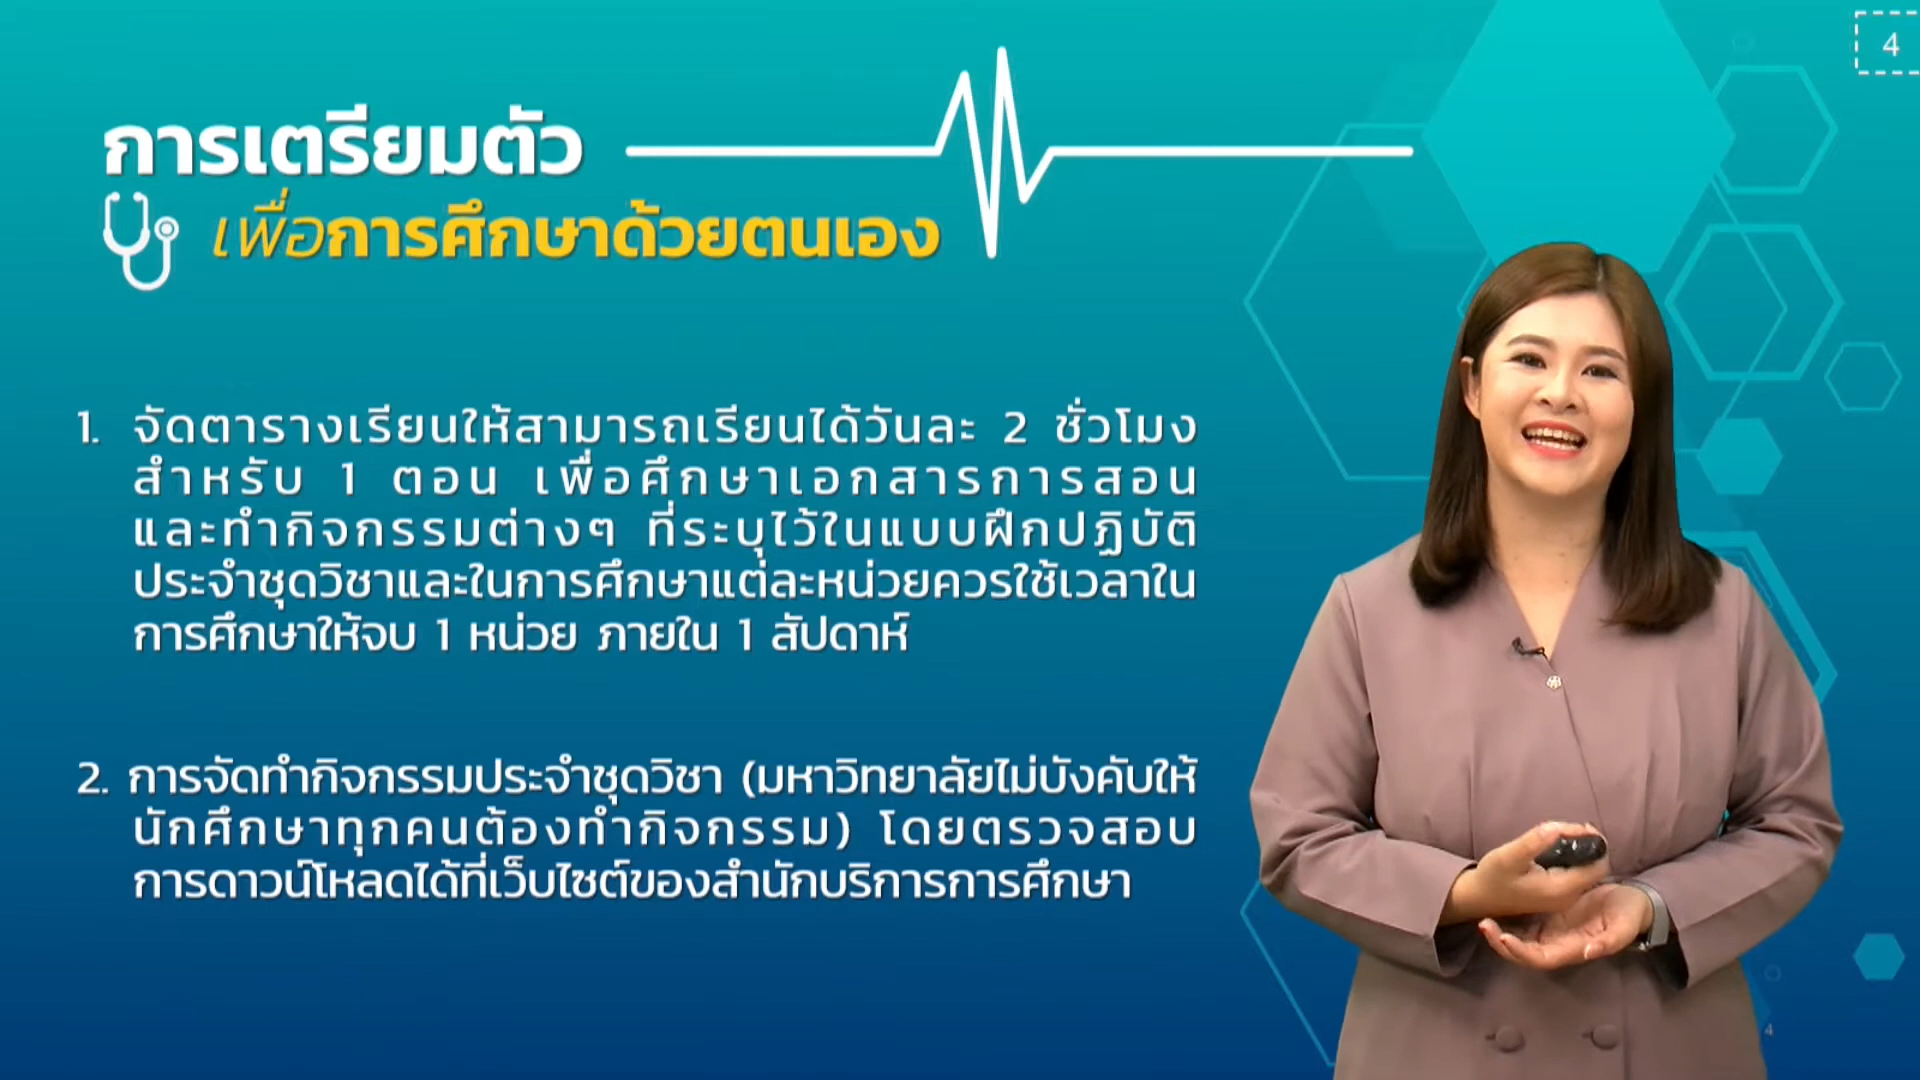 4
การเตรียมตัว
เพื่อการศึกษาด้วยตนเอง
1. จัดตารางเรียนให้สามารถเรียนได้วันละ 2 ชั่วโมง
สำหรับ 1 ตอน เพื่อศึกษาเอกสารการสอน
และทำกิจกรรมต่างๆ ที่ระบุไว้ในแบบฝึกปฏิบัติ
ประจำชุดวิชาและในการศึกษาแต่ละหน่วยควรใช้เวลาใน
การศึกษาให้จบ 1 หน่วย ภายใน 1 สัปดาห์
2. การจัดทำกิจกรรมประจำชุดวิชา (มหาวิทยาลัยไม่บังคับให้
นักศึกษาทุกคนต้องทำกิจกรรม) โดยตรวจสอบ
การดาวน์โหลดได้ที่เว็บไซต์ของสำนักบริการการศึกษา
4